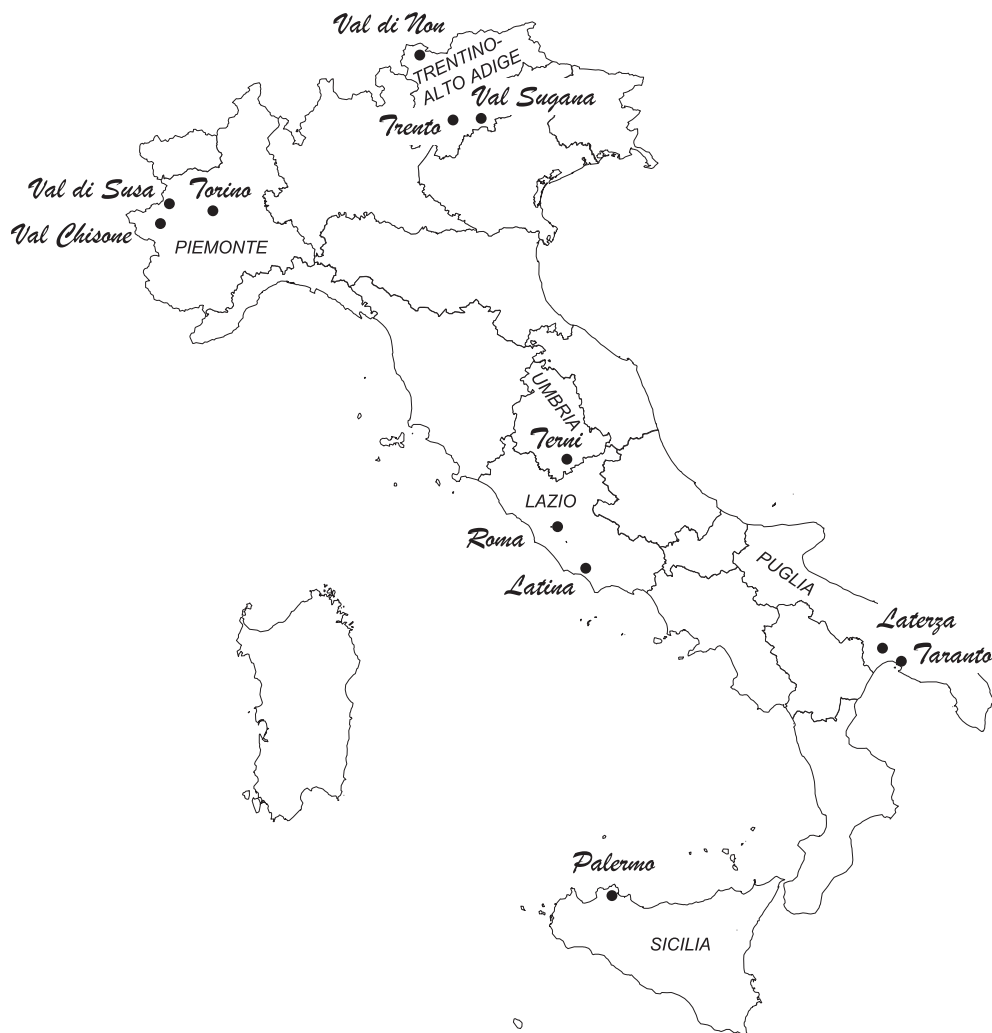 Val di Non
TRENTINO-
ALTO ADIGE
Val Sugana
Trento
Val di Susa
Torino
Val Chisone
PIEMONTE
UMBRIA
Terni
LAZIO
Roma
Latina
PUGLIA
Laterza
Taranto
Palermo
SICILIA